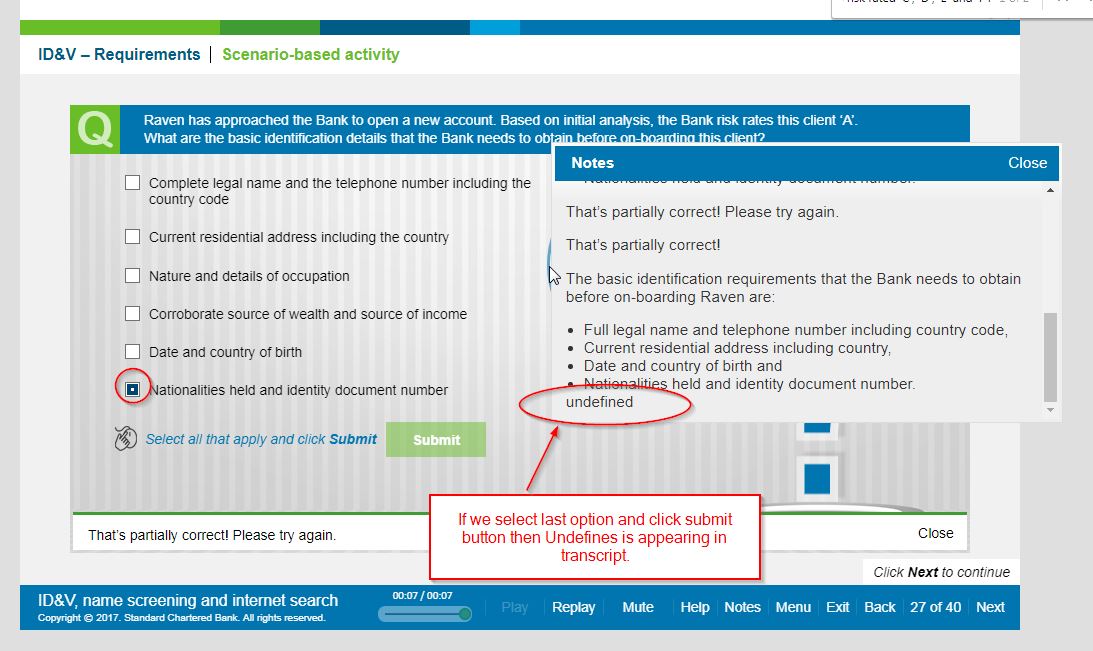 ID&V – Requirements | Scenario-based activity
Q
Raven has approached the Bank to open a new account. Based on initial analysis, the Bank risk rates this client 'A'.
What are the basic identification details that the Bank needs to obtain before on-boarding this client?
Complete legal name and the telephone number including the
country code
Current residential address including the country
Nature and details of occupation
Corroborate source of wealth and source of income
Date and country of birth
Nationalities held and identity document number
Select all that apply and click Submit
Submit
Notes
Close
Nationalities held and identity document number.
That's partially correct! Please try again.
That's partially correct!
The basic identification requirements that the Bank needs to obtain
before on-boarding Raven are:
• Full legal name and telephone number including country code,
• Current residential address including country,
• Date and country of birth and
• Nationalities held and identity document number.
undefined
If we select last option and click submit
button then Undefines is appearing in
transcript.
That's partially correct! Please try again.
Close
Click Next to continue
ID&V, name screening and internet search
Copyright © 2017. Standard Chartered Bank. All rights reserved.
00:07 / 00:07
Play Replay Mute Help Notes Menu Exit Back 27 of 40 Next